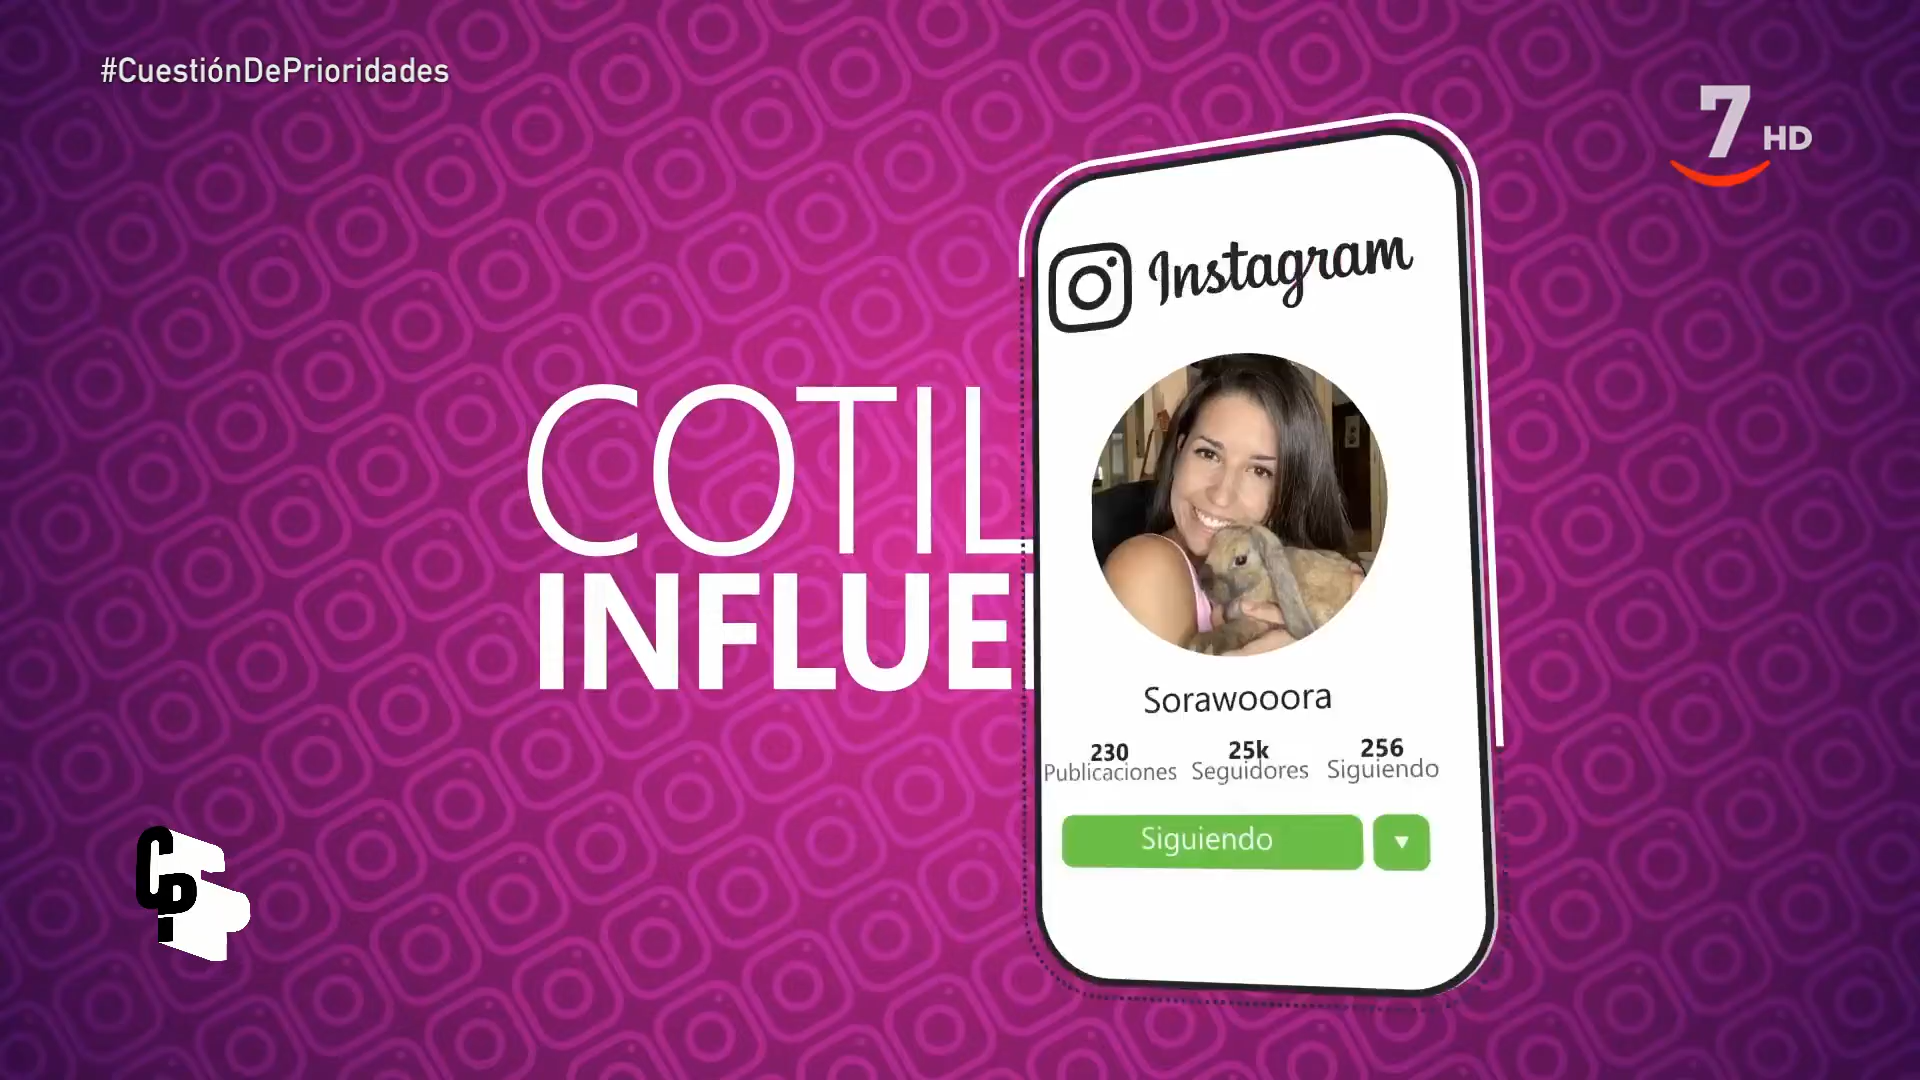 #CuestiónDePrioridades
7 HD
Instagram
COTIL
INFLUE
Sorawooora
230 25k 256
Publicaciones Seguidores Siguiendo
Siguiendo
CP